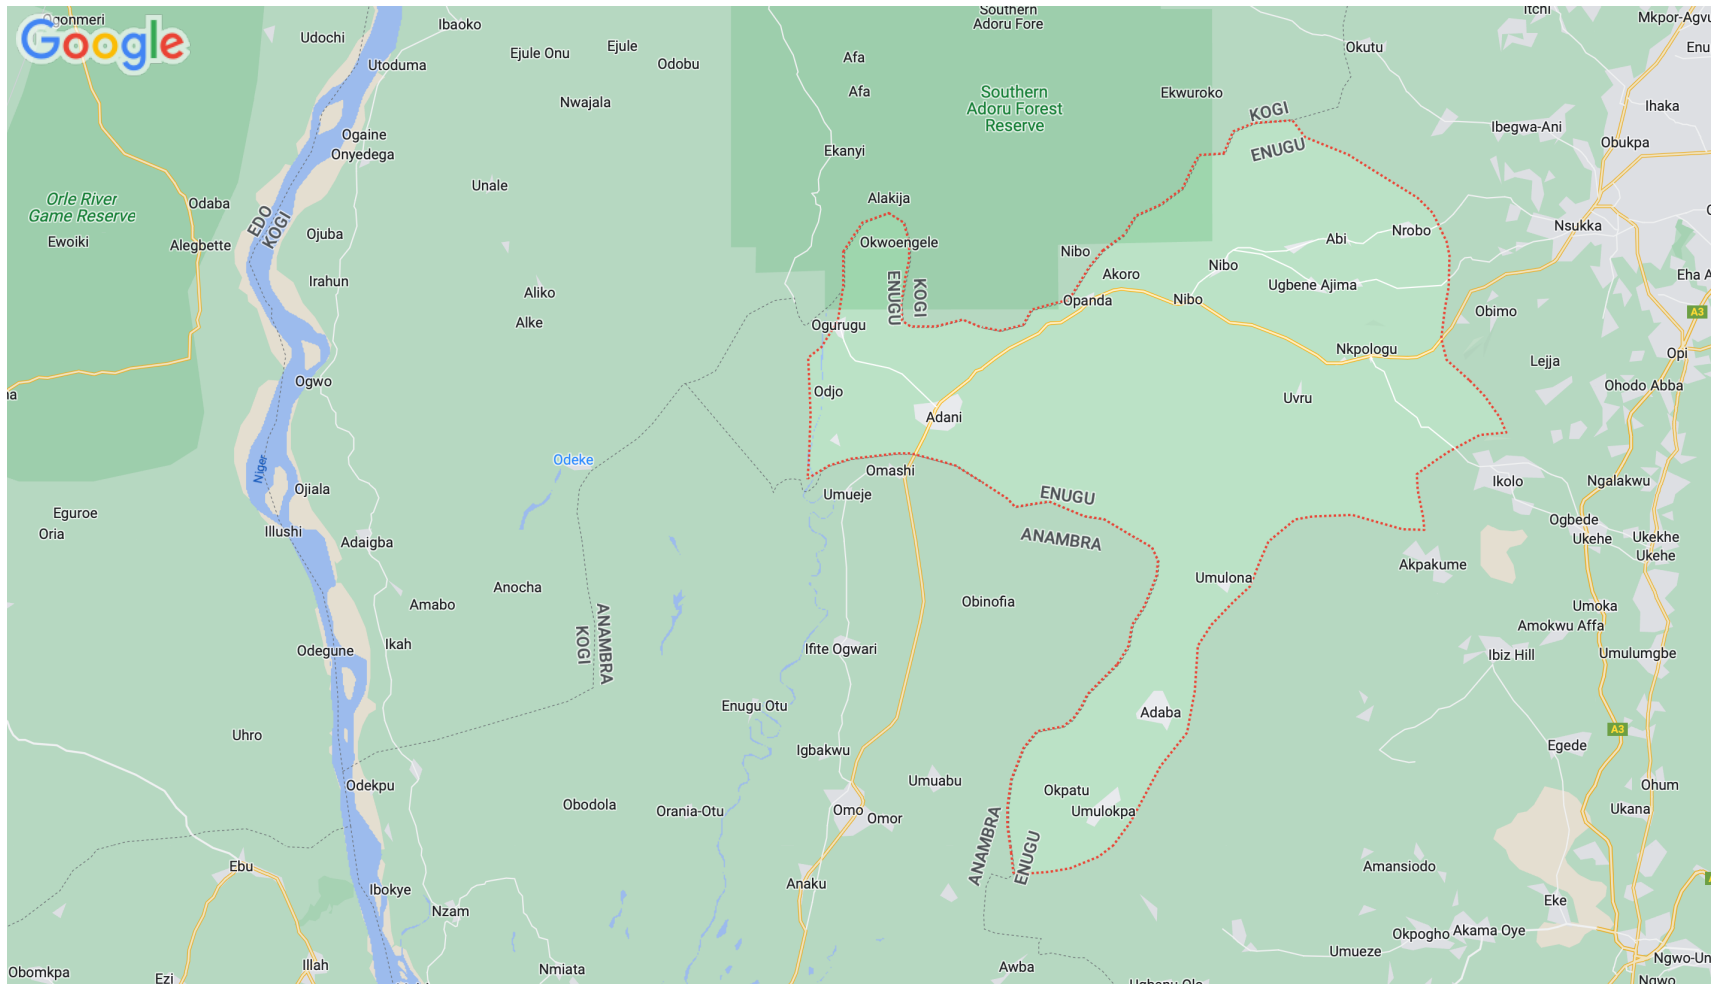 Google
Ogonmeri
Udochi
Ibaoko
Utoduma
Ejule Onu
Ejule
Odobu
Nwajala
Southern
Adoru Fore
Afa
Afa
Southern
Adoru Forest
Reserve
Ekwuroko
Okutu
Itchi
Mkpor-Agvu
Enu
Ihaka
Ibegwa-Ani
Obukpa
KOGI
ENUGU
Ogaine
Onyedega
Ekanyi
Unale
Alakija
Orle River
Game Reserve
Odaba
Ewoiki
Alegbette
EDO
KOGI
Ojuba
Irahun
Okwoengele
ENUGU
KOGI
Nibo
Akoro
Nibo
Abi
Nrobo
Ugbene Ajima
Nibo
Opanda
Nsukka
Eha A
A3
Obimo
Opi
Aliko
Alke
Ogurugu
Nkpologu
Lejja
Ohodo Abba
Ogwo
Odjo
Adani
Uvru
na
Odeke
Niger
Ojiala
Omashi
Umueje
ENUGU
ANAMBRA
Ikolo
Ngalakwu
Ogbede
Ukehe
Ukekhe
Ukehe
Eguroe
Oria
Illushi
Adaigba
Akpakume
Umulona
Anocha
Amabo
Obinofia
Umoka
Amokwu Affa
Umulumgbe
Ibiz Hill
ANAMBRA
KOGI
Ikah
Odegune
Ifite Ogwari
Enugu Otu
Adaba
Uhro
Igbakwu
A3
Egede
Odekpu
Umuabu
Okpatu
Umulokpa
Ohum
Ukana
Obodola
Orania-Otu
Omo
Omor
ANAMBRA
ENUGU
Ebu
Amansiodo
Ibokye
Anaku
Nzam
Eke
Okpogho
Akama Oye
Umueze
Illah
Obomkpa
Ezi
Nmiata
Awba
Ngwo-Un
Ngwo